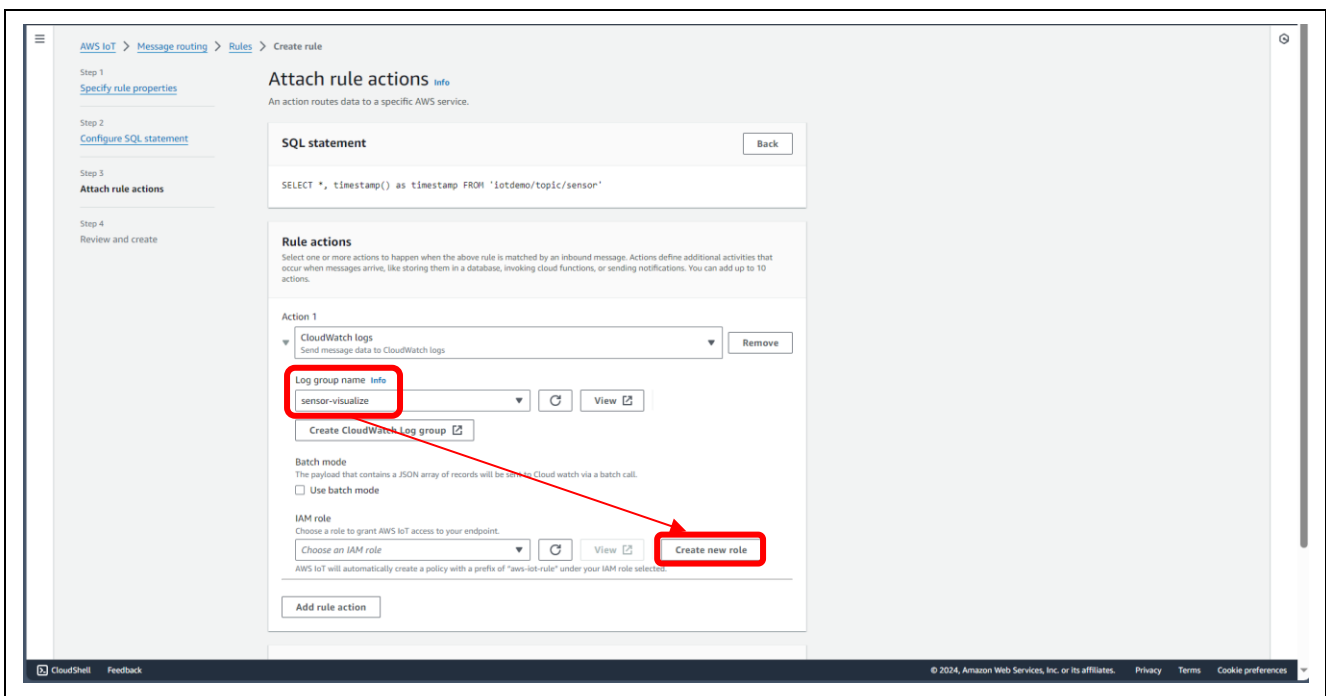 AWS IoT > Message routing > Rules > Create rule
Step 1
Specify rule properties
Step 2
Configure SQL statement
Step 3
Attach rule actions
Step 4
Review and create
Attach rule actions Info
An action routes data to a specific AWS service.
SQL statement
Back
SELECT *, timestamp() as timestamp FROM 'iotdemo/topic/sensor'
Rule actions
Select one or more actions to happen when the above rule is matched by an inbound message. Actions define additional activities that
occur when messages arrive, like storing them in a database, invoking cloud functions, or sending notifications. You can add up to 10
actions.
Action 1
CloudWatch logs
Send message data to CloudWatch logs
Remove
Log group name Info
sensor-visualize
View
Create CloudWatch Log group
Batch mode
The payload that contains a JSON array of records will be sent to Cloud watch via a batch call.
Use batch mode
IAM role
Choose a role to grant AWS IoT access to your endpoint.
Choose an IAM role
View
Create new role
AWS IoT will automatically create a policy with a prefix of "aws-iot-rule" under your IAM role selected.
Add rule action
CloudShell Feedback © 2024, Amazon Web Services, Inc. or its affiliates. Privacy Terms Cookie preferences